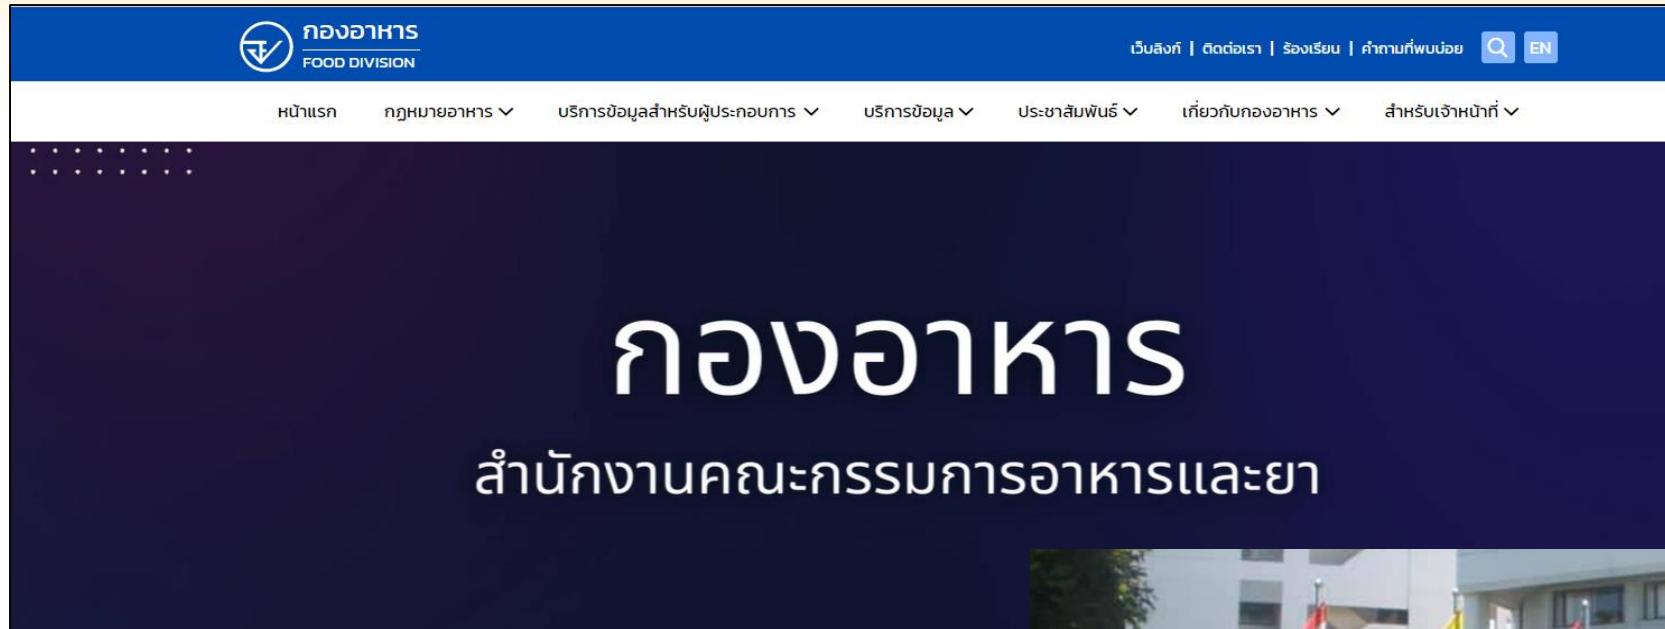 กองอาหาร
FOOD DIVISION
เว็บลิงก์ | ติดต่อเรา | ร้องเรียน | คำถามที่พบบ่อย EN
หน้าแรก กฎหมายอาหาร บริการข้อมูลสำหรับผู้ประกอบการ บริการข้อมูล ประชาสัมพันธ์ เกี่ยวกับกองอาหาร สำหรับเจ้าหน้าที่
กองอาหาร
สำนักงานคณะกรรมการอาหารและยา